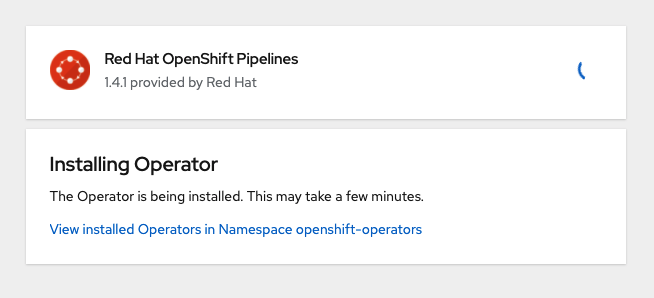 Red Hat OpenShift Pipelines
1.4.1 provided by Red Hat
Installing Operator
The Operator is being installed. This may take a few minutes.
View installed Operators in Namespace openshift-operators